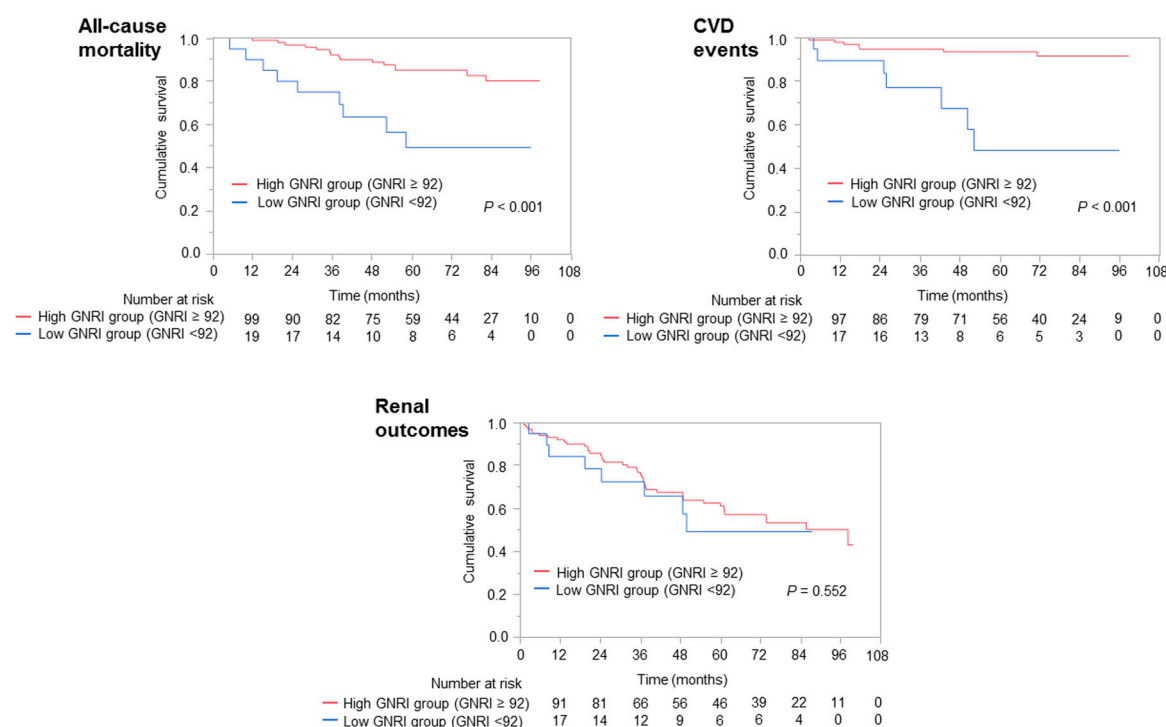 All-cause
mortality
1.0
0.8
0.6
0.4
0.2
0.0
Cumulative survival
High GNRI group (GNRI ≥ 92)
Low GNRI group (GNRI <92)
P < 0.001
0 12 24 36 48 60 72 84 96 108
Time (months)
Number at risk
High GNRI group (GNRI ≥ 92) 99 90 82 75 59 44 27 10 0
Low GNRI group (GNRI <92) 19 17 14 10 8 6 4 0 0
CVD
events
1.0
0.8
0.6
0.4
0.2
0.0
Cumulative survival
High GNRI group (GNRI ≥ 92)
Low GNRI group (GNRI <92)
P < 0.001
0 12 24 36 48 60 72 84 96 108
Time (months)
Number at risk
High GNRI group (GNRI ≥ 92) 97 86 79 71 56 40 24 9 0
Low GNRI group (GNRI <92) 17 16 13 8 6 5 3 0 0
Renal
outcomes
1.0
0.8
0.6
0.4
0.2
0.0
Cumulative survival
High GNRI group (GNRI ≥ 92)
Low GNRI group (GNRI <92)
P = 0.552
0 12 24 36 48 60 72 84 96 108
Time (months)
Number at risk
High GNRI group (GNRI ≥ 92) 91 81 66 56 46 39 22 11 0
Low GNRI group (GNRI <92) 17 14 12 9 6 6 4 0 0